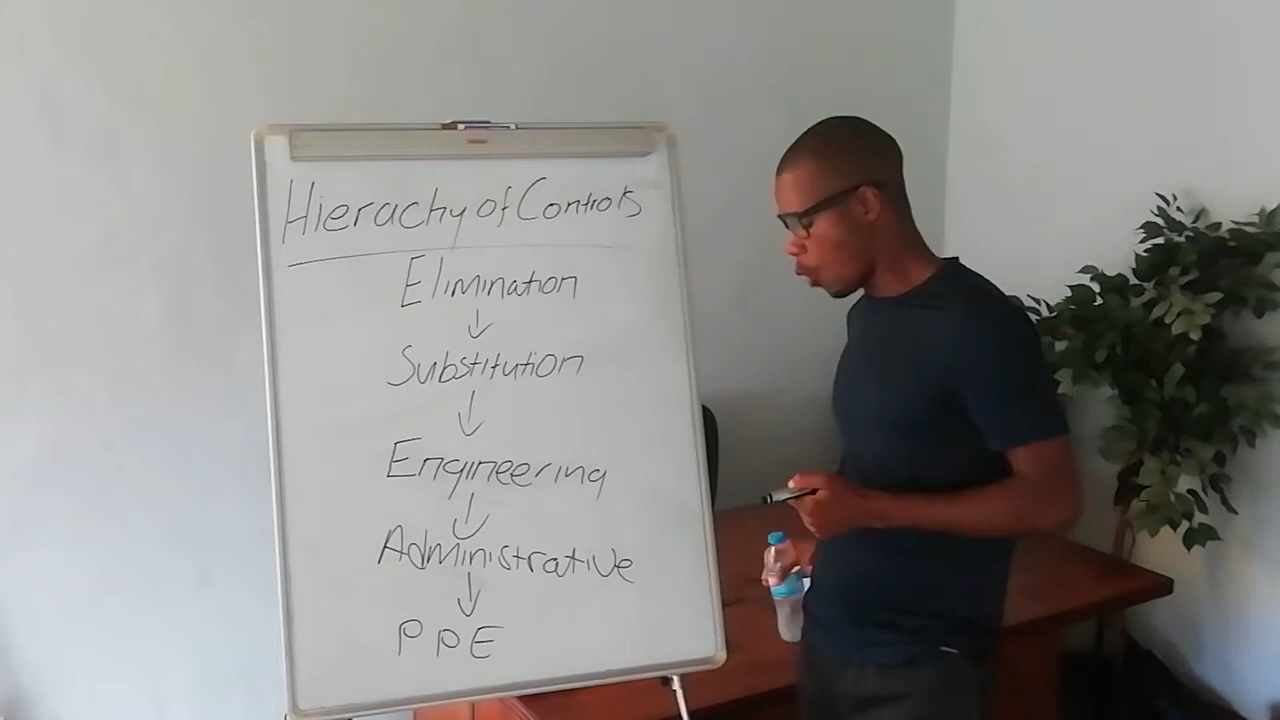 Hierachy of Controls
Elimination
Substitution
Engineering
Administrative
PPE